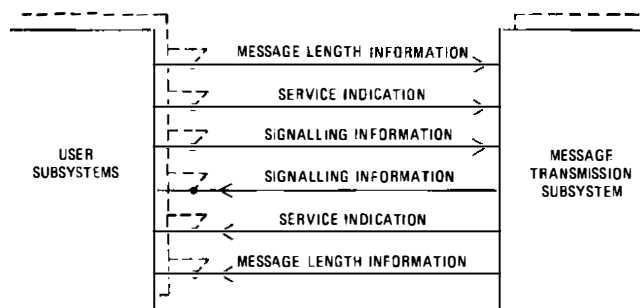 MESSAGE LENGTH INFORMATION
SERVICE INDICATION
SIGNALLING INFORMATION
USER
SUBSYSTEMS
SIGNALLING INFORMATION
MESSAGE
TRANSMISSION
SUBSYSTEM
SERVICE INDICATION
MESSAGE LENGTH INFORMATION